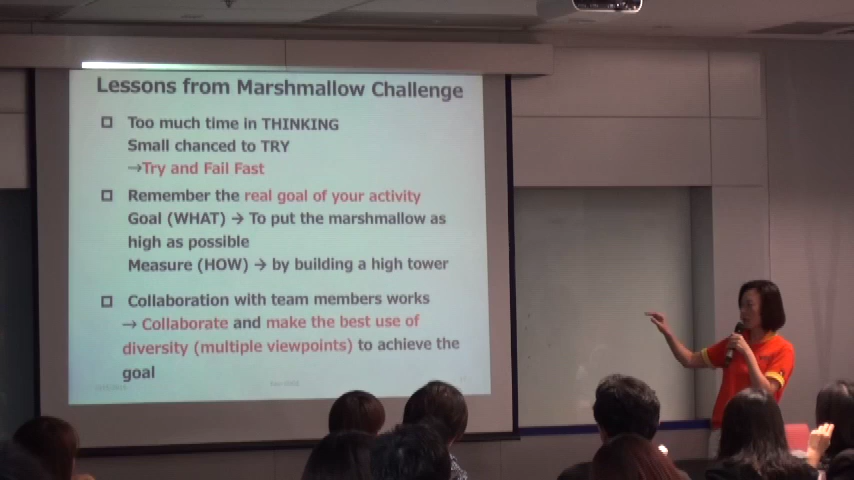 Lessons from Marshmallow Challenge
Too much time in THINKING
Small chanced to TRY
→Try and Fail Fast
Remember the real goal of your activity
Goal (WHAT) → To put the marshmallow as
high as possible
Measure (HOW) → by building a high tower
Collaboration with team members works
→ Collaborate and make the best use of
diversity (multiple viewpoints) to achieve the
goal